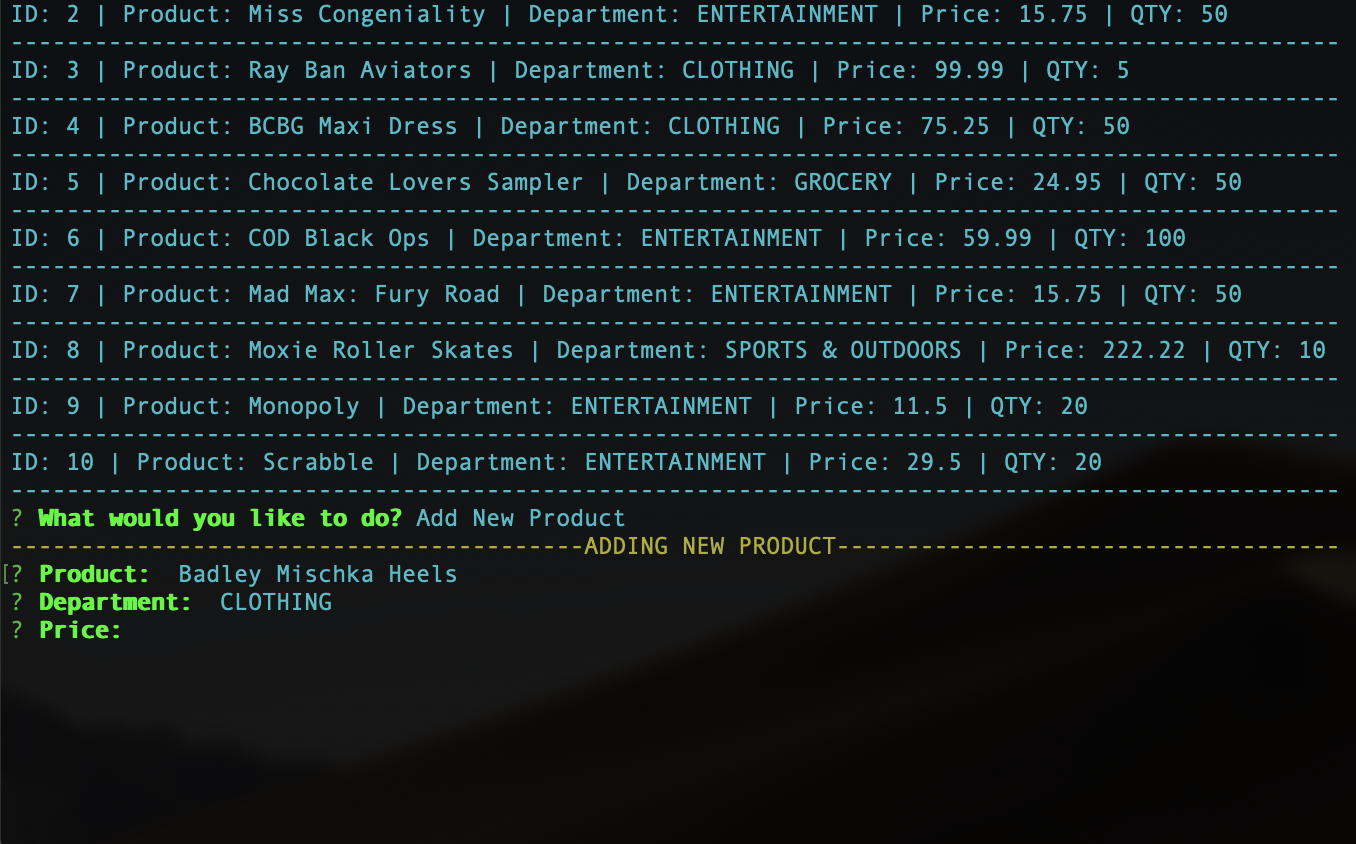 ID: 2 | Product: Miss Congeniality | Department: ENTERTAINMENT | Price: 15.75 | QTY: 50
-----------------------------------------------------------------------------------------------
ID: 3 | Product: Ray Ban Aviators | Department: CLOTHING | Price: 99.99 | QTY: 5
-----------------------------------------------------------------------------------------------
ID: 4 | Product: BCBG Maxi Dress | Department: CLOTHING | Price: 75.25 | QTY: 50
-----------------------------------------------------------------------------------------------
ID: 5 | Product: Chocolate Lovers Sampler | Department: GROCERY | Price: 24.95 | QTY: 50
-----------------------------------------------------------------------------------------------
ID: 6 | Product: COD Black Ops | Department: ENTERTAINMENT | Price: 59.99 | QTY: 100
-----------------------------------------------------------------------------------------------
ID: 7 | Product: Mad Max: Fury Road | Department: ENTERTAINMENT | Price: 15.75 | QTY: 50
-----------------------------------------------------------------------------------------------
ID: 8 | Product: Moxie Roller Skates | Department: SPORTS & OUTDOORS | Price: 222.22 | QTY: 10
-----------------------------------------------------------------------------------------------
ID: 9 | Product: Monopoly | Department: ENTERTAINMENT | Price: 11.5 | QTY: 20
-----------------------------------------------------------------------------------------------
ID: 10 | Product: Scrabble | Department: ENTERTAINMENT | Price: 29.5 | QTY: 20
-----------------------------------------------------------------------------------------------
? What would you like to do? Add New Product
-----------------------------------------ADDING NEW PRODUCT------------------------------------
[? Product:  Badley Mischka Heels
? Department:  CLOTHING
? Price: